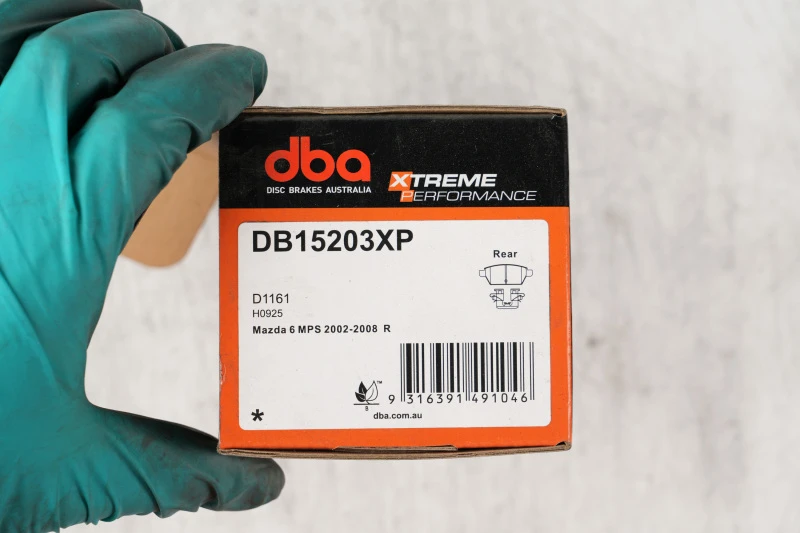 dba
DISC BRAKES AUSTRALIA
XTREME
PERFORMANCE
DB15203XP
Rear
D1161
H0925
Mazda 6 MPS 2002-2008 R
™
B
9 316391 491046
*
dba.com.au